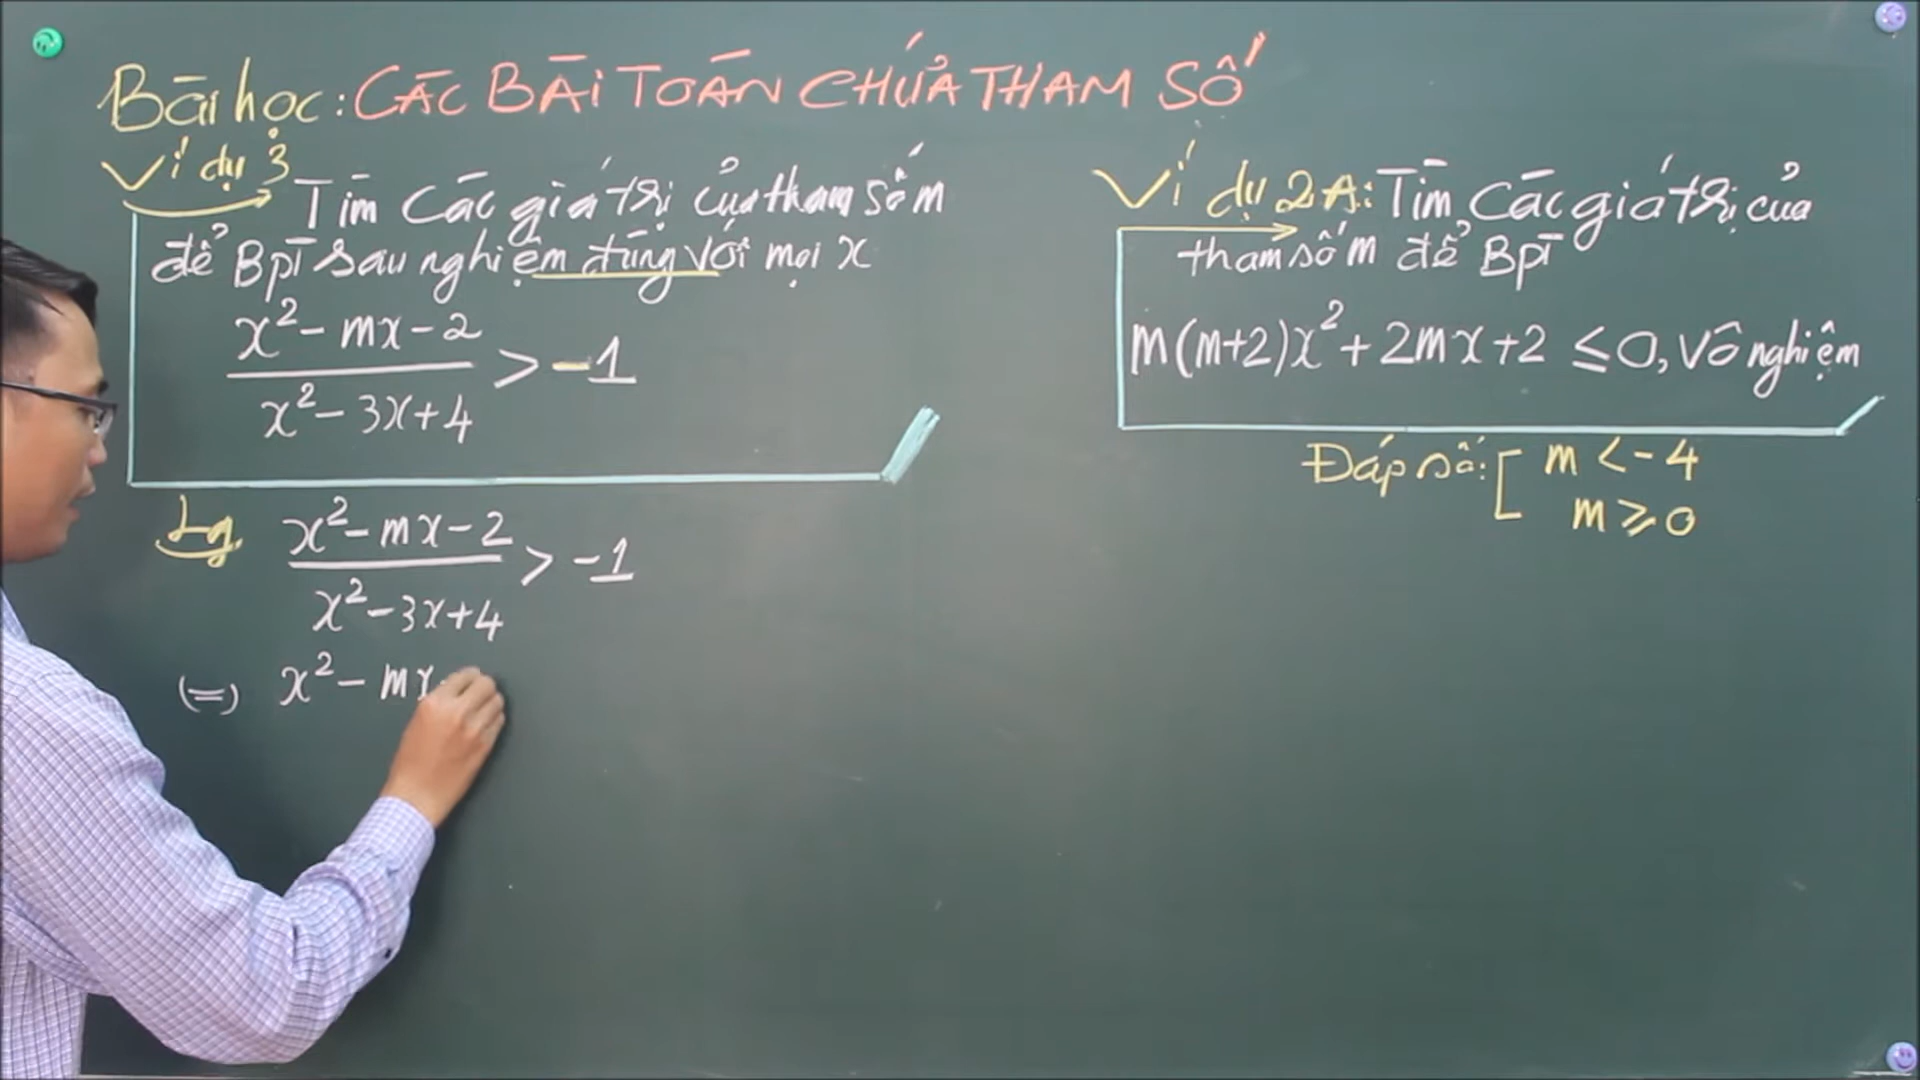 Bài học: CÁC BÀI TOÁN CHỨA THAM SỐ
Ví dụ 3 Tìm các giá trị của tham số m
để Bpt sau nghiệm đúng với mọi x
x² - mx - 2
> -1
x² - 3x + 4
Lg
x² - mx - 2
> -1
x² - 3x + 4
(=) x² - mx
Ví dụ 2A: Tìm các giá trị của
tham số m để Bpt
m(m+2)x² + 2mx + 2 ≤ 0, vô nghiệm
Đáp số: [ m < -4
m ≥ 0